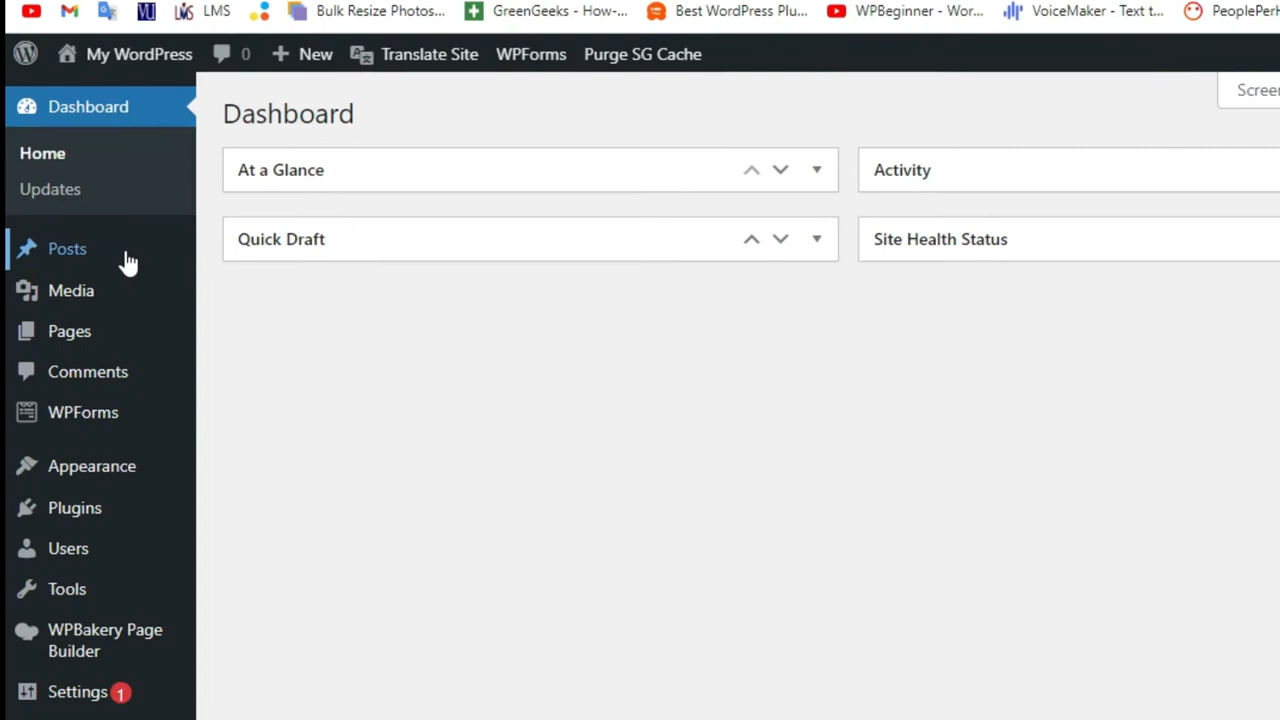 LMS Bulk Resize Photos... GreenGeeks - How-... Best WordPress Plu... WPBeginner - Wor... VoiceMaker - Text t... PeoplePerH
My WordPress 0 New Translate Site WPForms Purge SG Cache
Dashboard
Home
Updates
Posts
Media
Pages
Comments
WPForms
Appearance
Plugins
Users
Tools
WPBakery Page
Builder
Settings 1
Screen
Dashboard
At a Glance
Activity
Quick Draft
Site Health Status